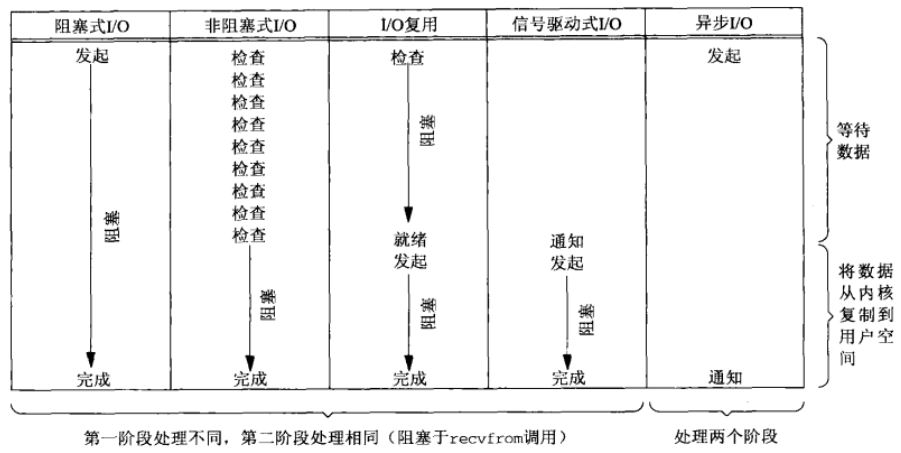 阻塞式I/O 非阻塞式I/O I/O复用 信号驱动式I/O 异步I/O
发起 检查 检查 发起
检查
检查
检查
检查
检查
检查
检查
检查
阻塞
阻塞
就绪 通知
发起 发起
阻塞
阻塞
阻塞
完成 完成 完成 完成 通知
等待
数据
将数据
从内核
复制到
用户空
间
第一阶段处理不同，第二阶段处理相同（阻塞于recvfrom调用） 处理两个阶段